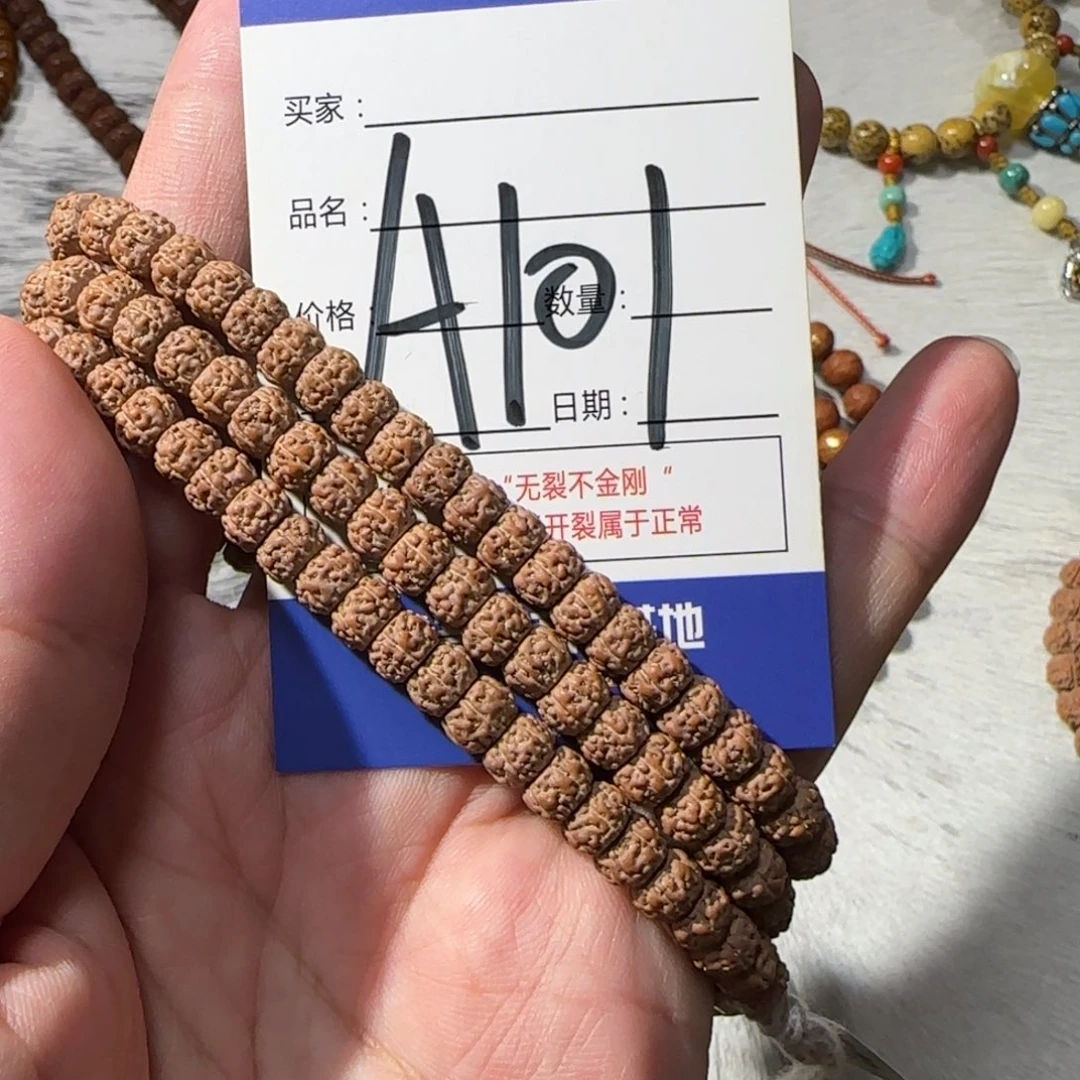 买家：
品名：
A101
价格： 数量：
日期：
“无裂不金刚“
开裂属于正常
地